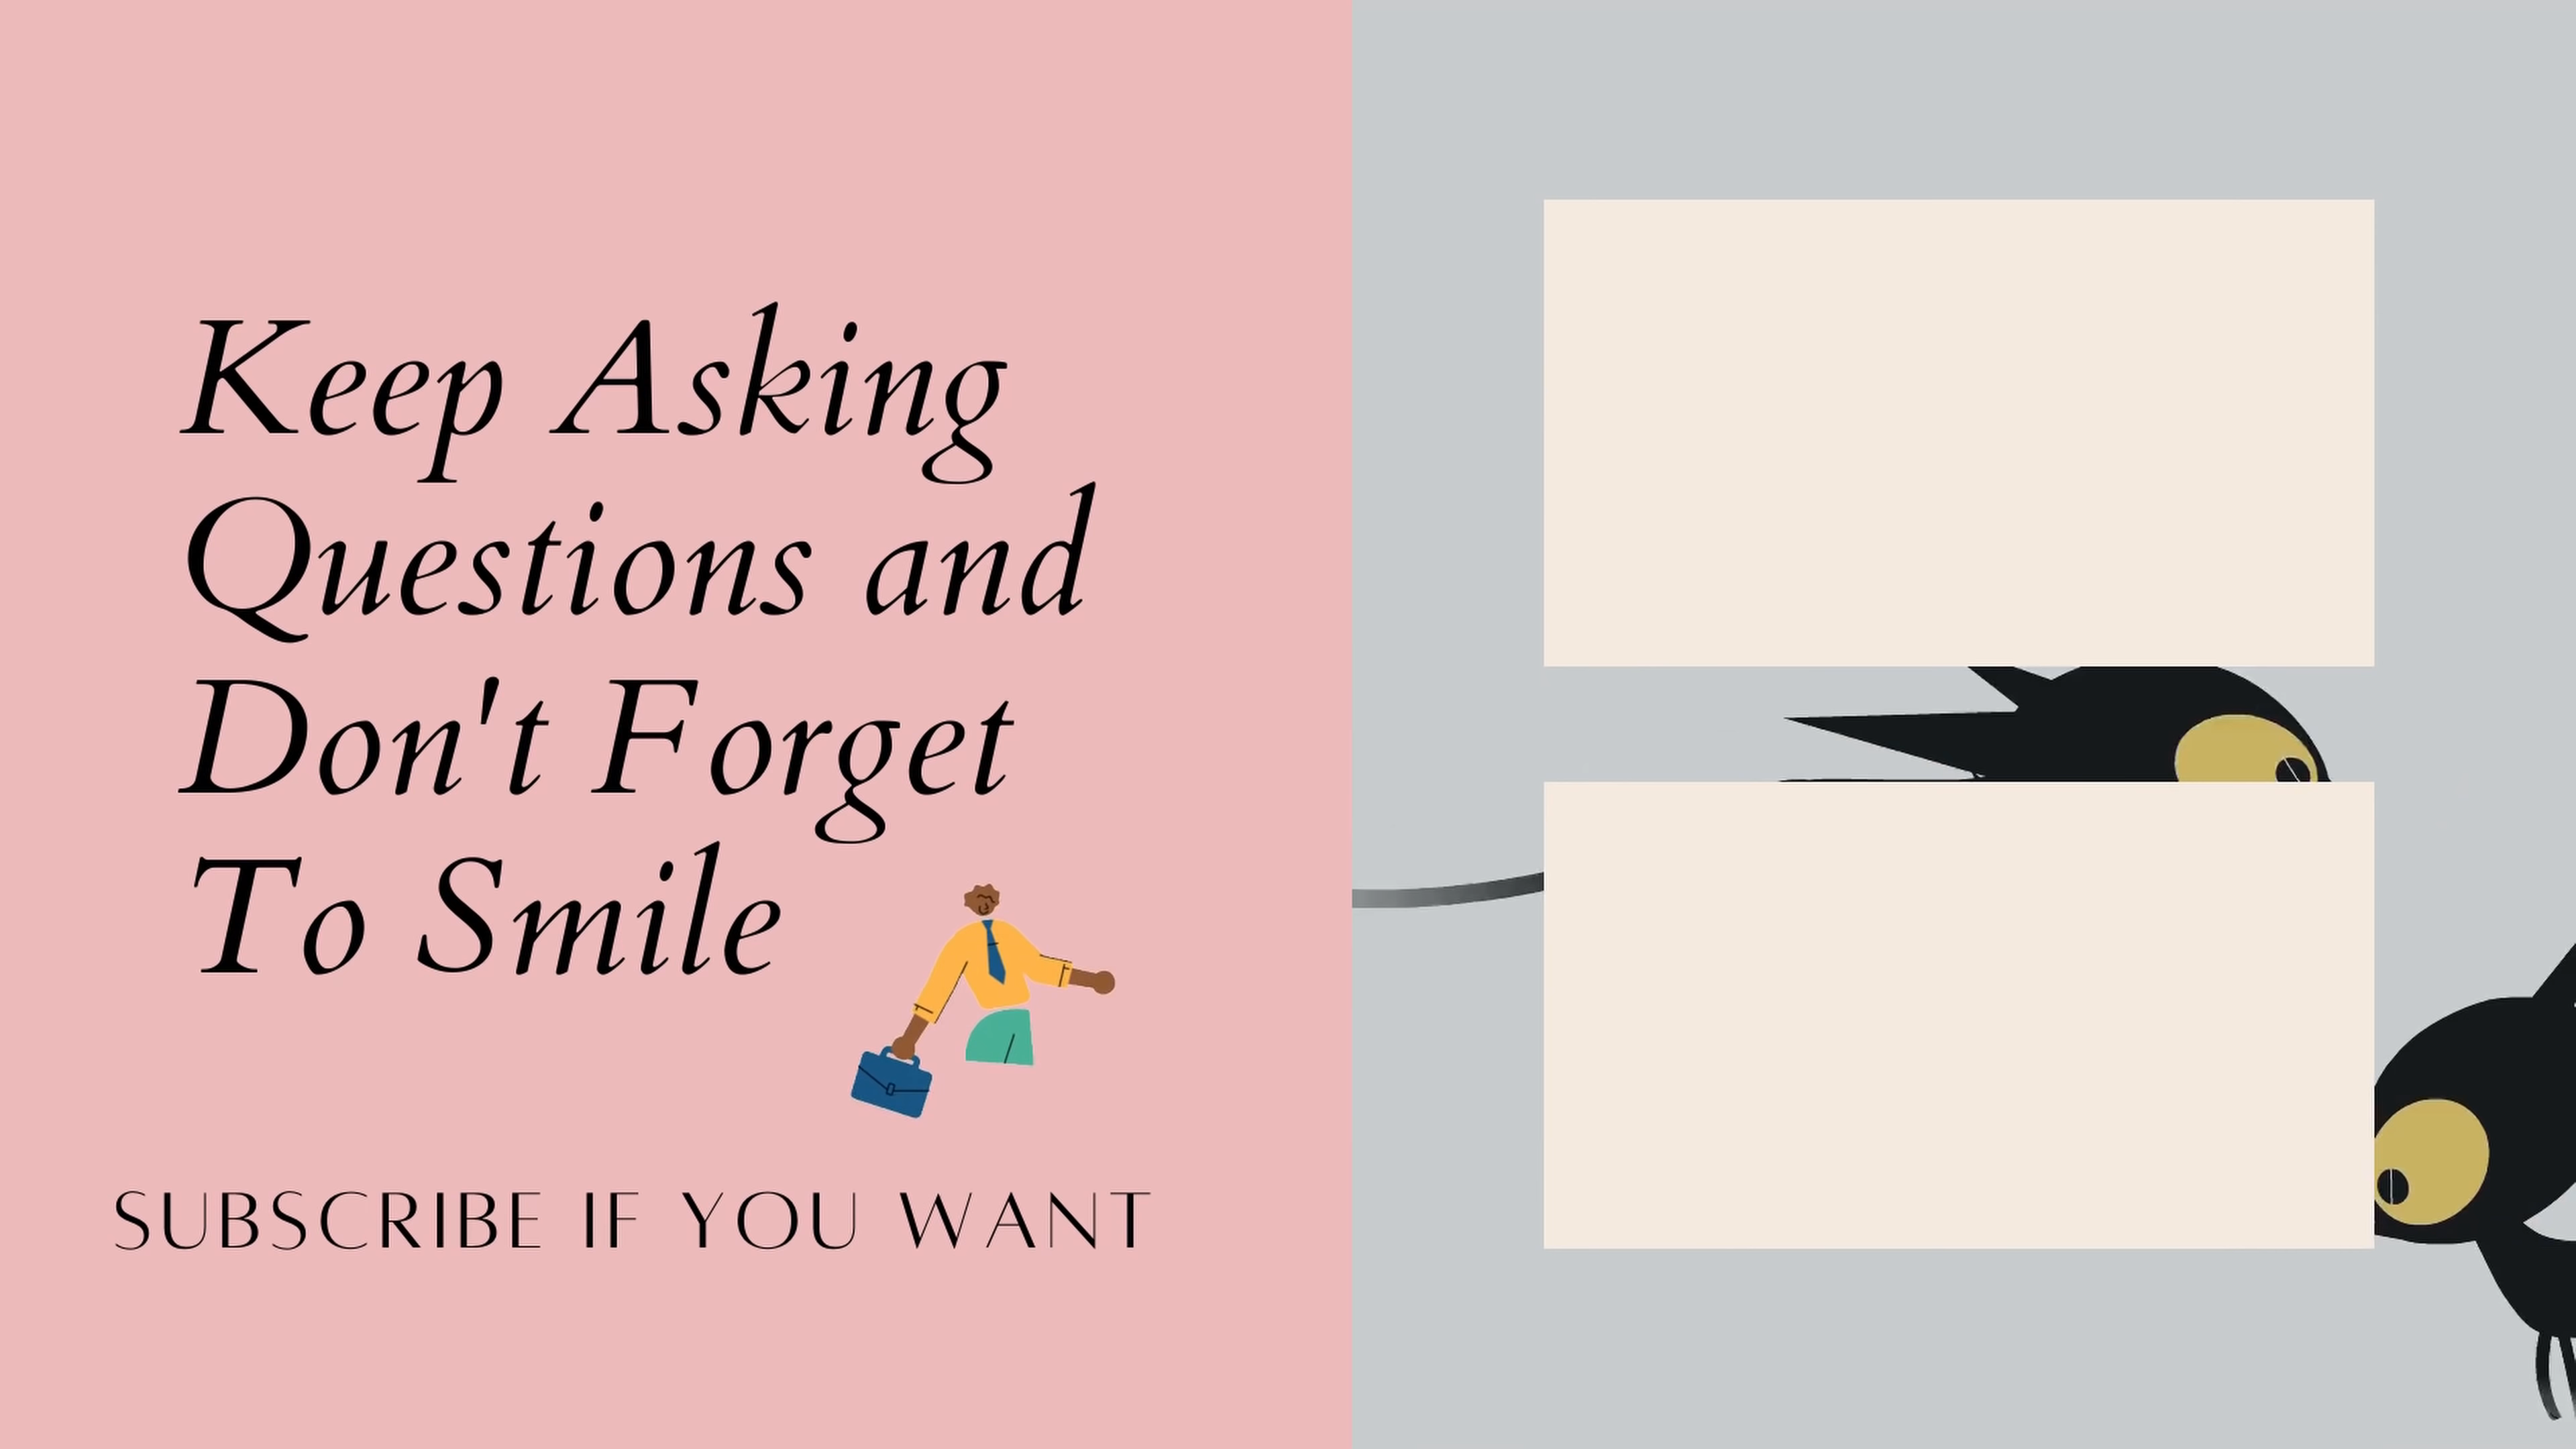 Keep Asking
Questions and
Don't Forget
To Smile
SUBSCRIBE IF YOU WANT